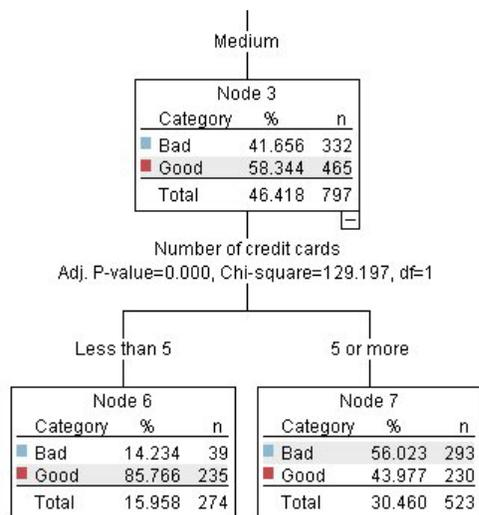 Medium
Node 3
Category % n
Bad 41.656 332
Good 58.344 465
Total 46.418 797
Number of credit cards
Adj. P-value=0.000, Chi-square=129.197, df=1
Less than 5
5 or more
Node 6
Category % n
Bad 14.234 39
Good 85.766 235
Total 15.958 274
Node 7
Category % n
Bad 56.023 293
Good 43.977 230
Total 30.460 523